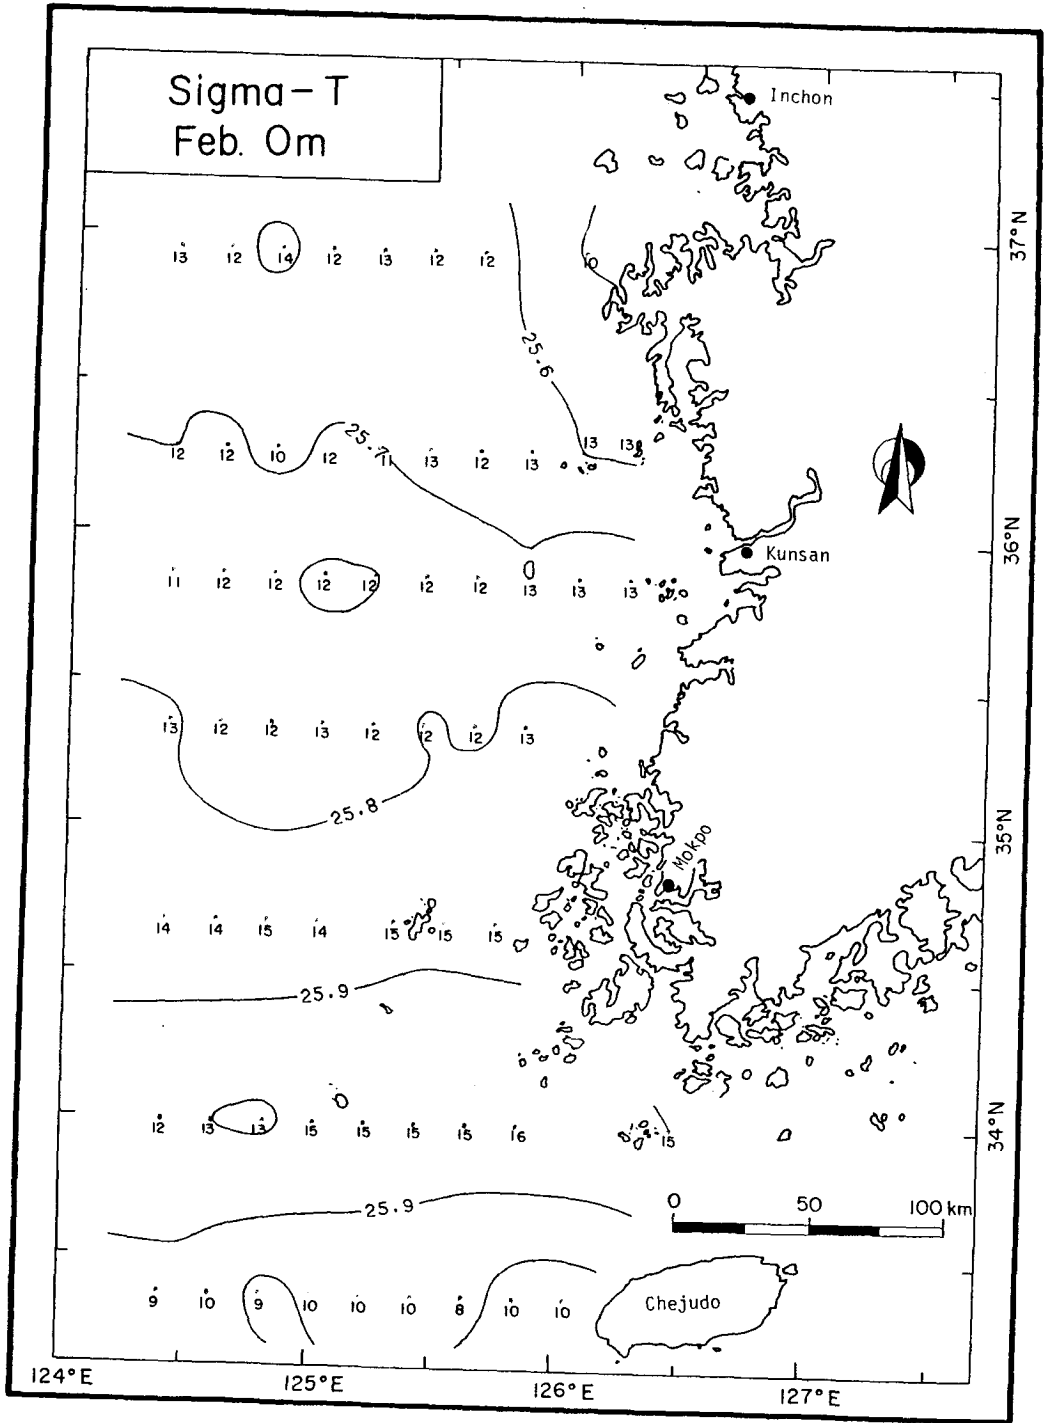 Sigma-T
Feb. 0m
Inchon
37°N
13 12 14 12 13 12 12 10
25.6
25.7
13 13
12 12 10 12 11 13 12 13
36°N
Kunsan
11 12 12 12 12 12 12 13 13 13
13 12 12 13 12 12 12 13
25.8
35°N
Mokpo
14 14 15 14 15 15 15
25.9
34°N
12 13 13 15 15 15 15 16 15
0 50 100 km
25.9
9 10 9 10 10 10 8 10 10
Chejudo
124°E 125°E 126°E 127°E